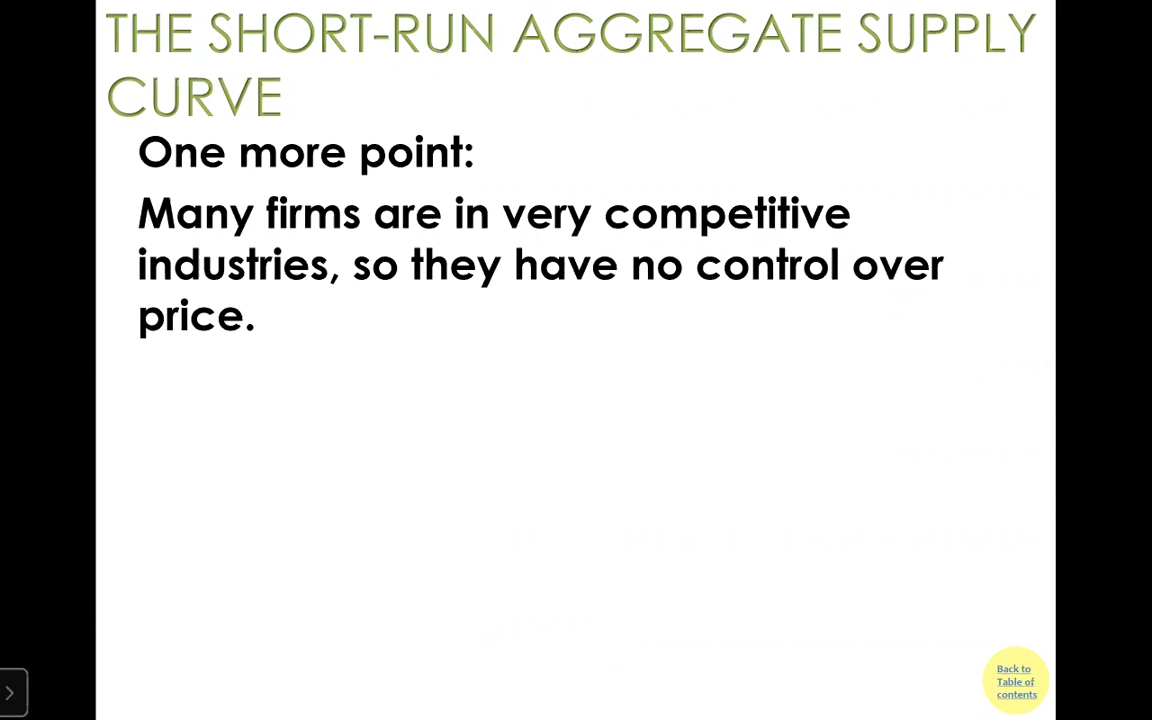 THE SHORT-RUN AGGREGATE SUPPLY
CURVE
One more point:
Many firms are in very competitive
industries, so they have no control over
price.
Back to
Table of
contents